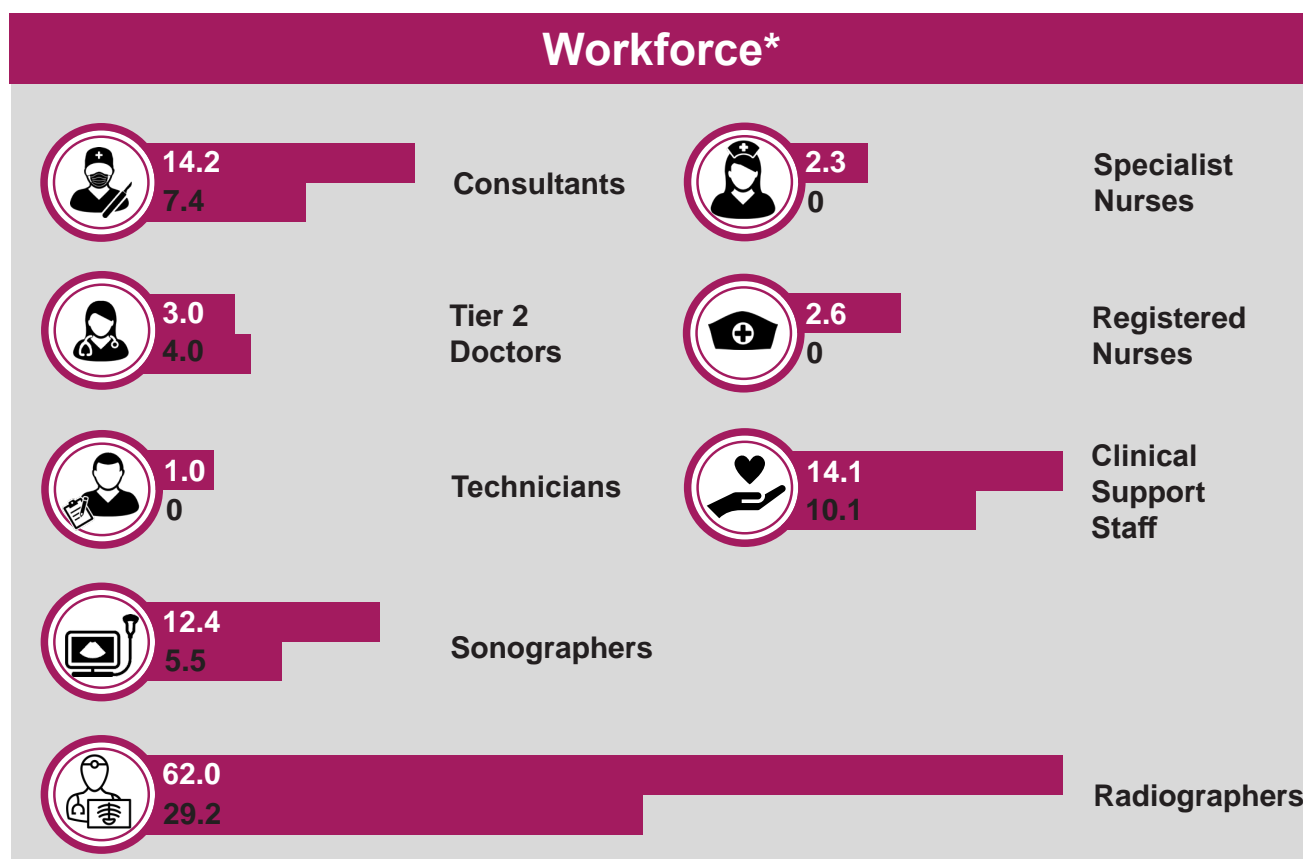 Workforce*
14.2
7.4
Consultants
2.3
0
Specialist
Nurses
3.0
4.0
Tier 2
Doctors
2.6
0
Registered
Nurses
1.0
0
Technicians
14.1
10.1
Clinical
Support
Staff
12.4
5.5
Sonographers
62.0
29.2
Radiographers